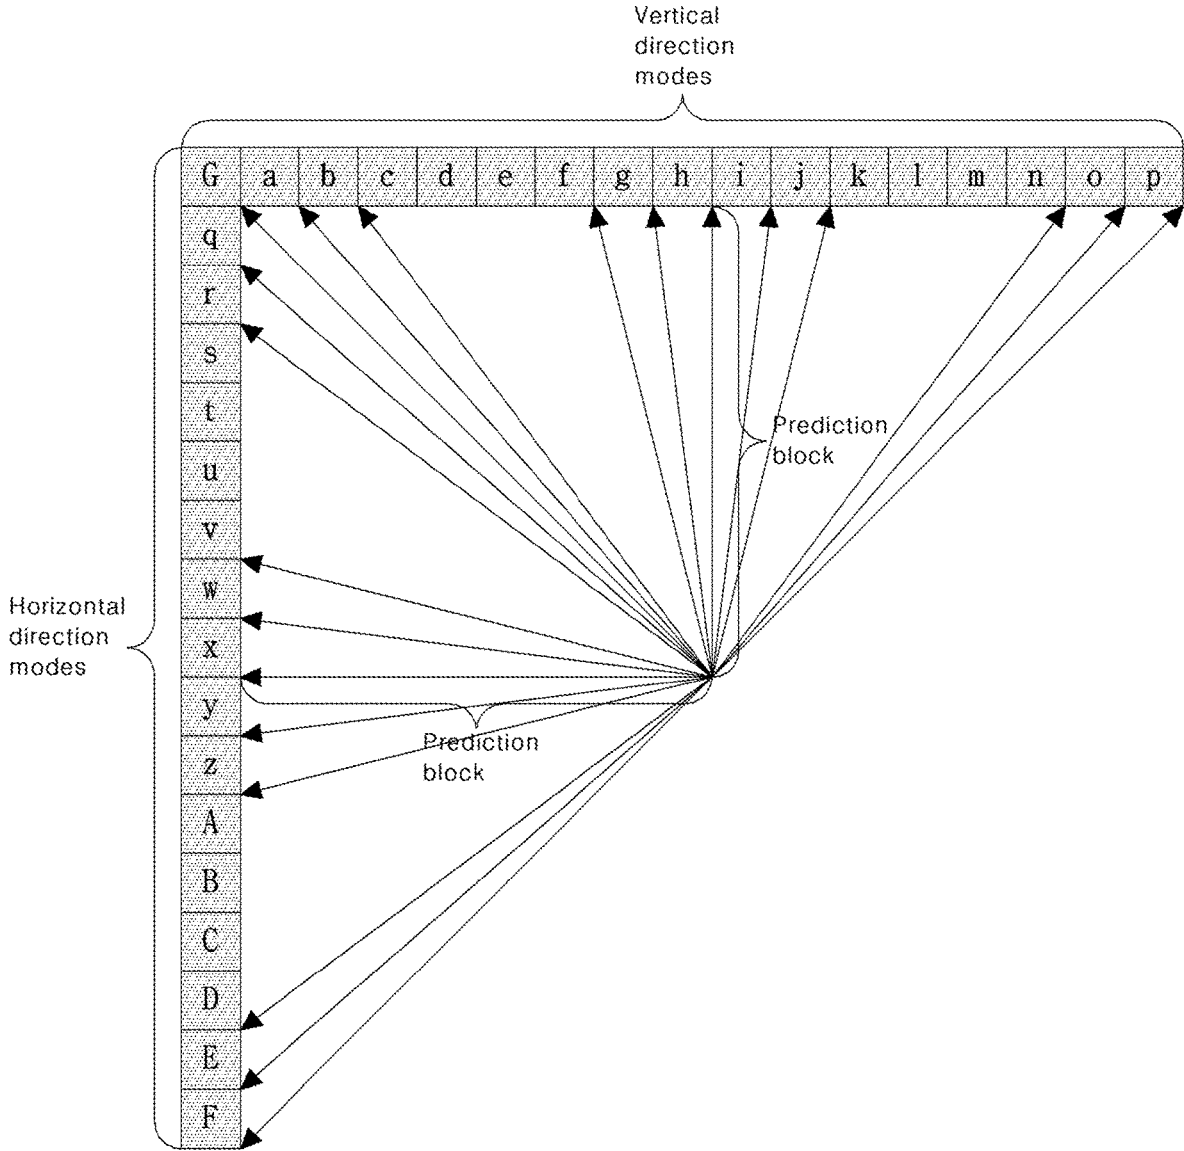 Vertical
direction
modes
G a b c d e f g h i j k l m n o p
q
r
s
t
Prediction
block
u
v
w
Horizontal
direction
modes
x
y
Prediction
block
z
A
B
C
D
E
F